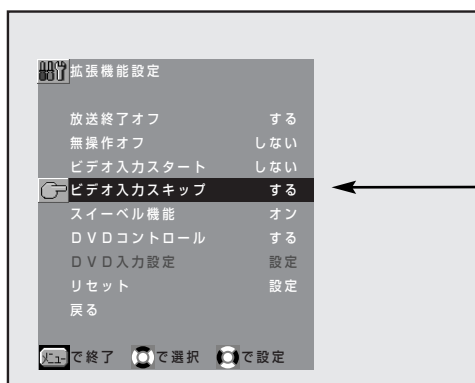 拡張機能設定
放送終了オフ する
無操作オフ しない
ビデオ入力スタート しない
ビデオ入力スキップ する
スイーベル機能 オン
DVDコントロール する
DVD入力設定 設定
リセット 設定
戻る
メニューで終了 で選択 で設定